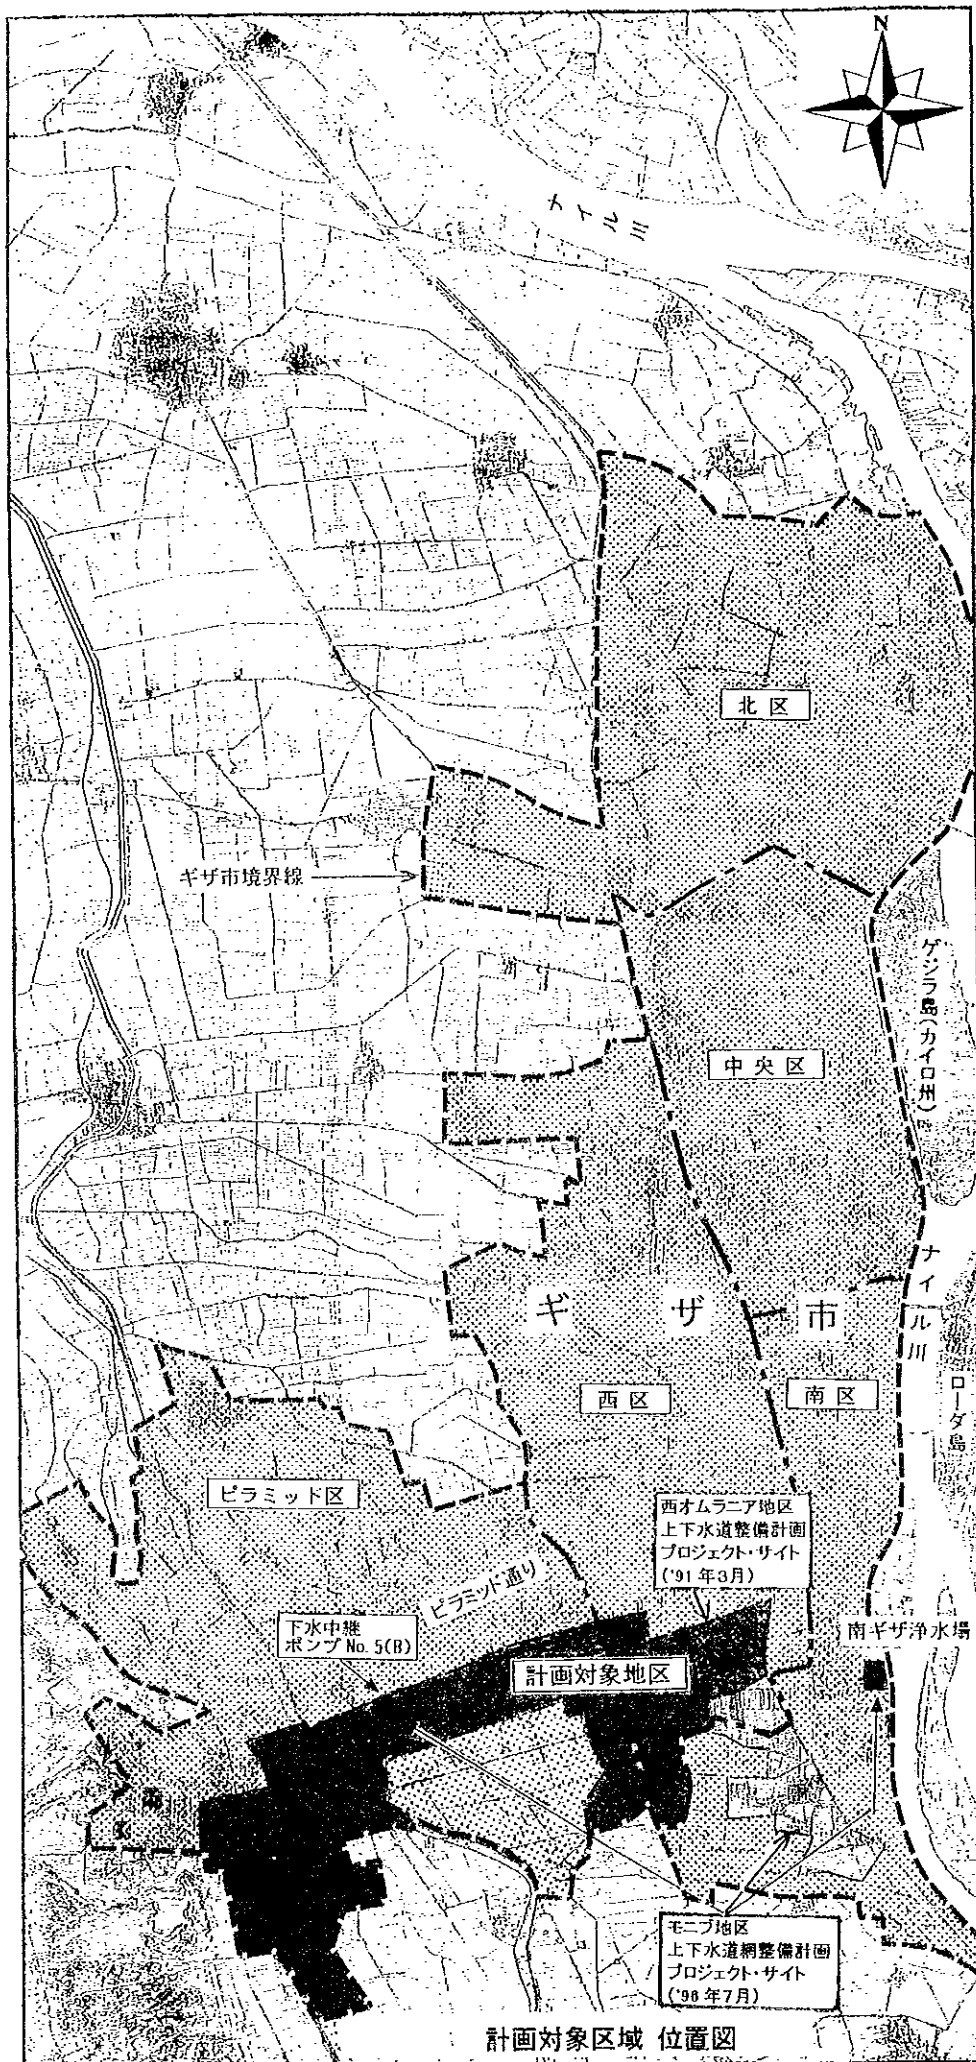 N
ナイル川
北区
ギザ市境界線
ゲジラ島(カイロ州)
中央区
ナイル川
ギザ市
西区
南区
ローダ島
ピラミッド区
西オムラニア地区
上下水道整備計画
プロジェクト・サイト
('91年3月)
ピラミッド通り
下水中継
ポンプNo.5(R)
南ギザ浄水場
計画対象地区
モニブ地区
上下水道網整備計画
プロジェクト・サイト
('96年7月)
計画対象区域 位置図